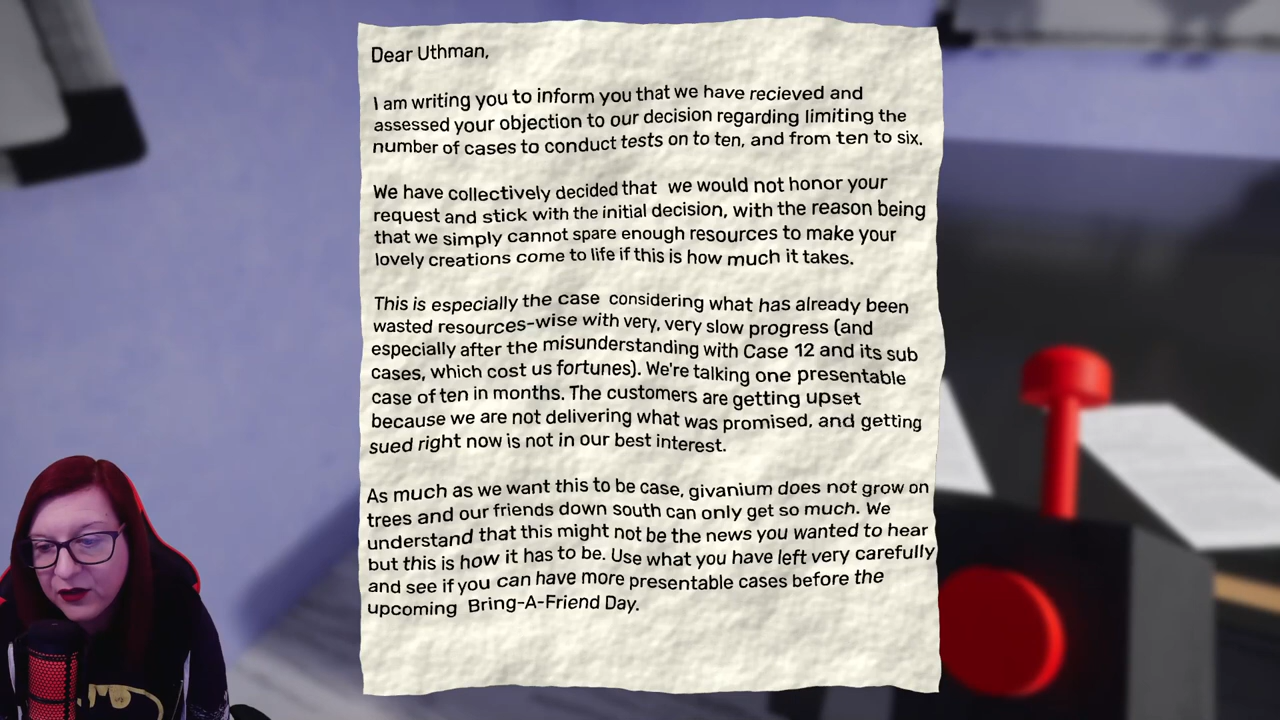 Dear Uthman,
I am writing you to inform you that we have recieved and
assessed your objection to our decision regarding limiting the
number of cases to conduct tests on to ten, and from ten to six.
We have collectively decided that we would not honor your
request and stick with the initial decision, with the reason being
that we simply cannot spare enough resources to make your
lovely creations come to life if this is how much it takes.
This is especially the case considering what has already been
wasted resources-wise with very, very slow progress (and
especially after the misunderstanding with Case 12 and its sub
cases, which cost us fortunes). We're talking one presentable
case of ten in months. The customers are getting upset
because we are not delivering what was promised, and getting
sued right now is not in our best interest.
As much as we want this to be case, givanium does not grow on
trees and our friends down south can only get so much. We
understand that this might not be the news you wanted to hear
but this is how it has to be. Use what you have left very carefully
and see if you can have more presentable cases before the
upcoming Bring-A-Friend Day.